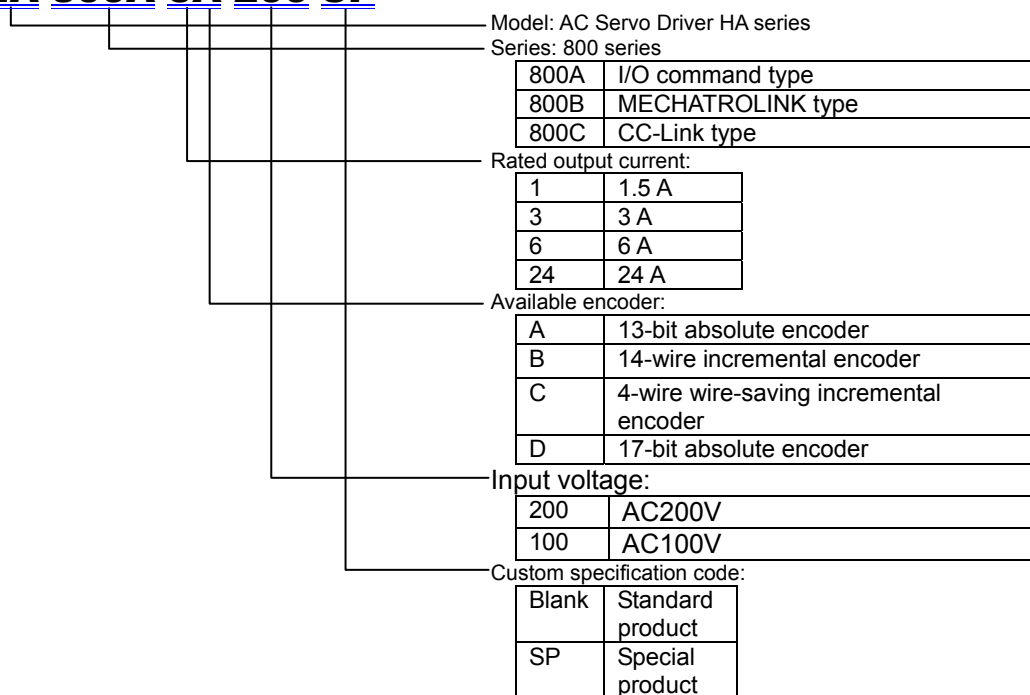 Model: AC Servo Driver HA series
Series: 800 series
800A I/O command type
800B MECHATROLINK type
800C CC-Link type
Rated output current:
1 1.5 A
3 3 A
6 6 A
24 24 A
Available encoder:
A 13-bit absolute encoder
B 14-wire incremental encoder
C 4-wire wire-saving incremental
encoder
D 17-bit absolute encoder
Input voltage:
200 AC200V
100 AC100V
Custom specification code:
Blank Standard
product
SP Special
product